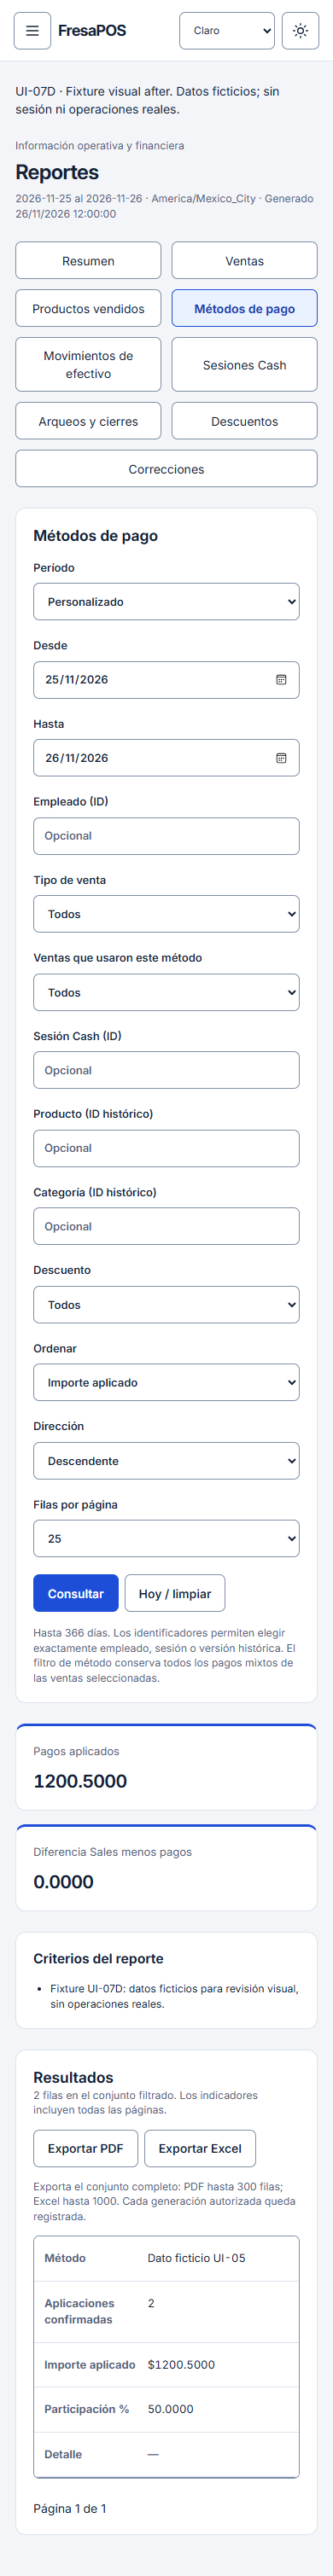 FresaPOS
Claro
UI-07D · Fixture visual after. Datos ficticios; sin
sesión ni operaciones reales.
Información operativa y financiera
Reportes
2026-11-25 al 2026-11-26 · America/Mexico_City · Generado
26/11/2026 12:00:00
Resumen
Ventas
Productos vendidos
Métodos de pago
Movimientos de
efectivo
Sesiones Cash
Arqueos y cierres
Descuentos
Correcciones
Métodos de pago
Período
Personalizado
Desde
25/11/2026
Hasta
26/11/2026
Empleado (ID)
Opcional
Tipo de venta
Todos
Ventas que usaron este método
Todos
Sesión Cash (ID)
Opcional
Producto (ID histórico)
Opcional
Categoría (ID histórico)
Opcional
Descuento
Todos
Ordenar
Importe aplicado
Dirección
Descendente
Filas por página
25
Consultar
Hoy / limpiar
Hasta 366 días. Los identificadores permiten elegir
exactamente empleado, sesión o versión histórica. El
filtro de método conserva todos los pagos mixtos de
las ventas seleccionadas.
Pagos aplicados
1200.5000
Diferencia Sales menos pagos
0.0000
Criterios del reporte
• Fixture UI-07D: datos ficticios para revisión visual,
sin operaciones reales.
Resultados
2 filas en el conjunto filtrado. Los indicadores
incluyen todas las páginas.
Exportar PDF
Exportar Excel
Exporta el conjunto completo: PDF hasta 300 filas;
Excel hasta 1000. Cada generación autorizada queda
registrada.
Método Dato ficticio UI-05
Aplicaciones 2
confirmadas
Importe aplicado $1200.5000
Participación % 50.0000
Detalle —
Página 1 de 1